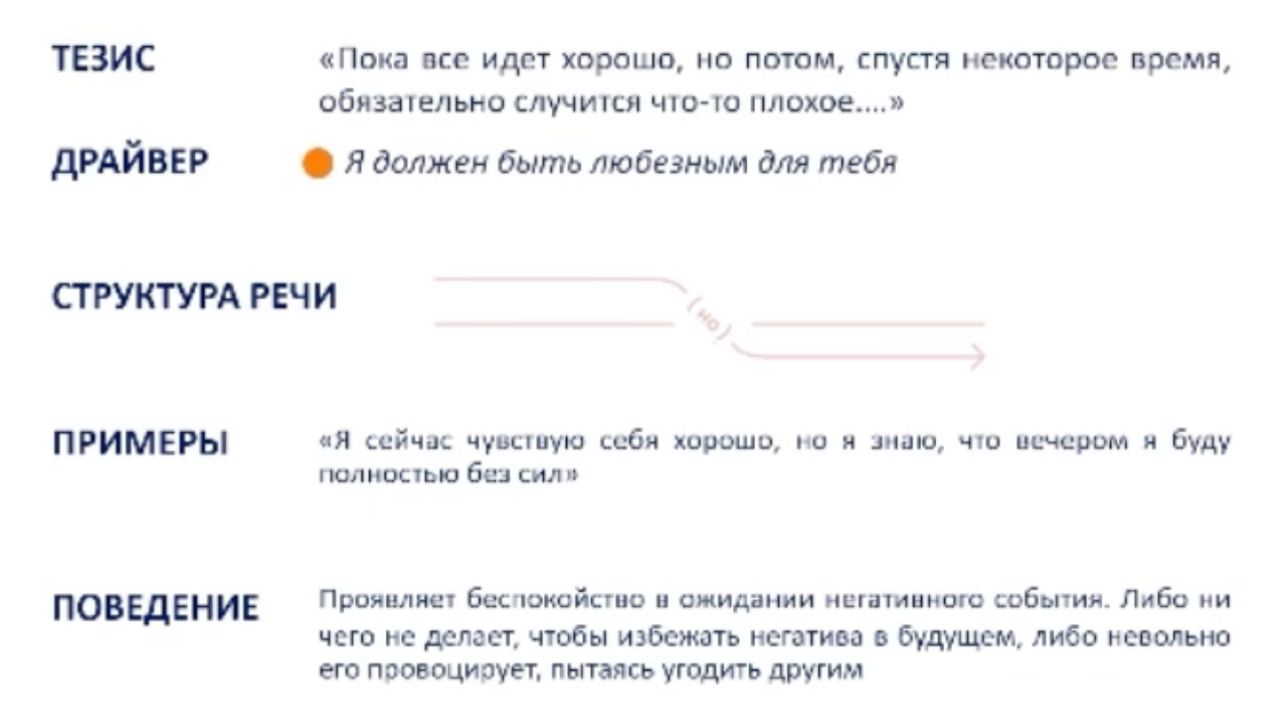 ТЕЗИС
«Пока все идет хорошо, но потом, спустя некоторое время,
обязательно случится что-то плохое....»
ДРАЙВЕР
Я должен быть любезным для тебя
СТРУКТУРА РЕЧИ
(но)
ПРИМЕРЫ
«Я сейчас чувствую себя хорошо, но я знаю, что вечером я буду
полностью без сил»
ПОВЕДЕНИЕ
Проявляет беспокойство в ожидании негативного события. Либо ни
чего не делает, чтобы избежать негатива в будущем, либо невольно
его провоцирует, пытаясь угодить другим